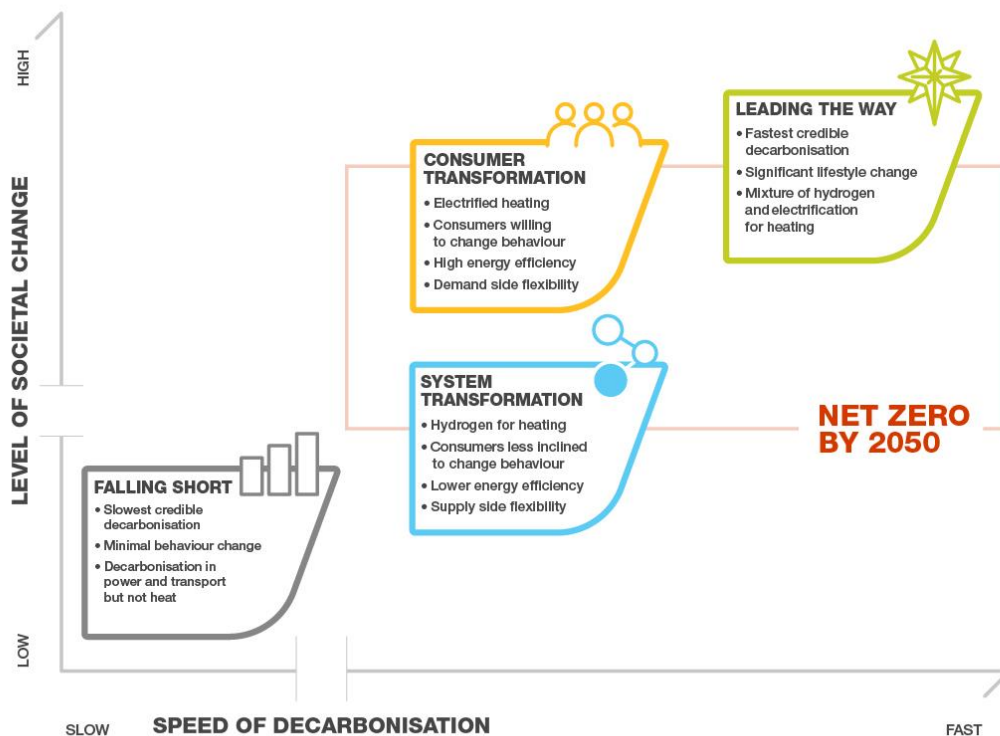 HIGH
LEVEL OF SOCIETAL CHANGE
LOW
CONSUMER
TRANSFORMATION
• Electrified heating
• Consumers willing
to change behaviour
• High energy efficiency
• Demand side flexibility
LEADING THE WAY
• Fastest credible
decarbonisation
• Significant lifestyle change
• Mixture of hydrogen
and electrification
for heating
SYSTEM
TRANSFORMATION
• Hydrogen for heating
• Consumers less inclined
to change behaviour
• Lower energy efficiency
• Supply side flexibility
NET ZERO
BY 2050
FALLING SHORT
• Slowest credible
decarbonisation
• Minimal behaviour change
• Decarbonisation in
power and transport
but not heat
SLOW
SPEED OF DECARBONISATION
FAST